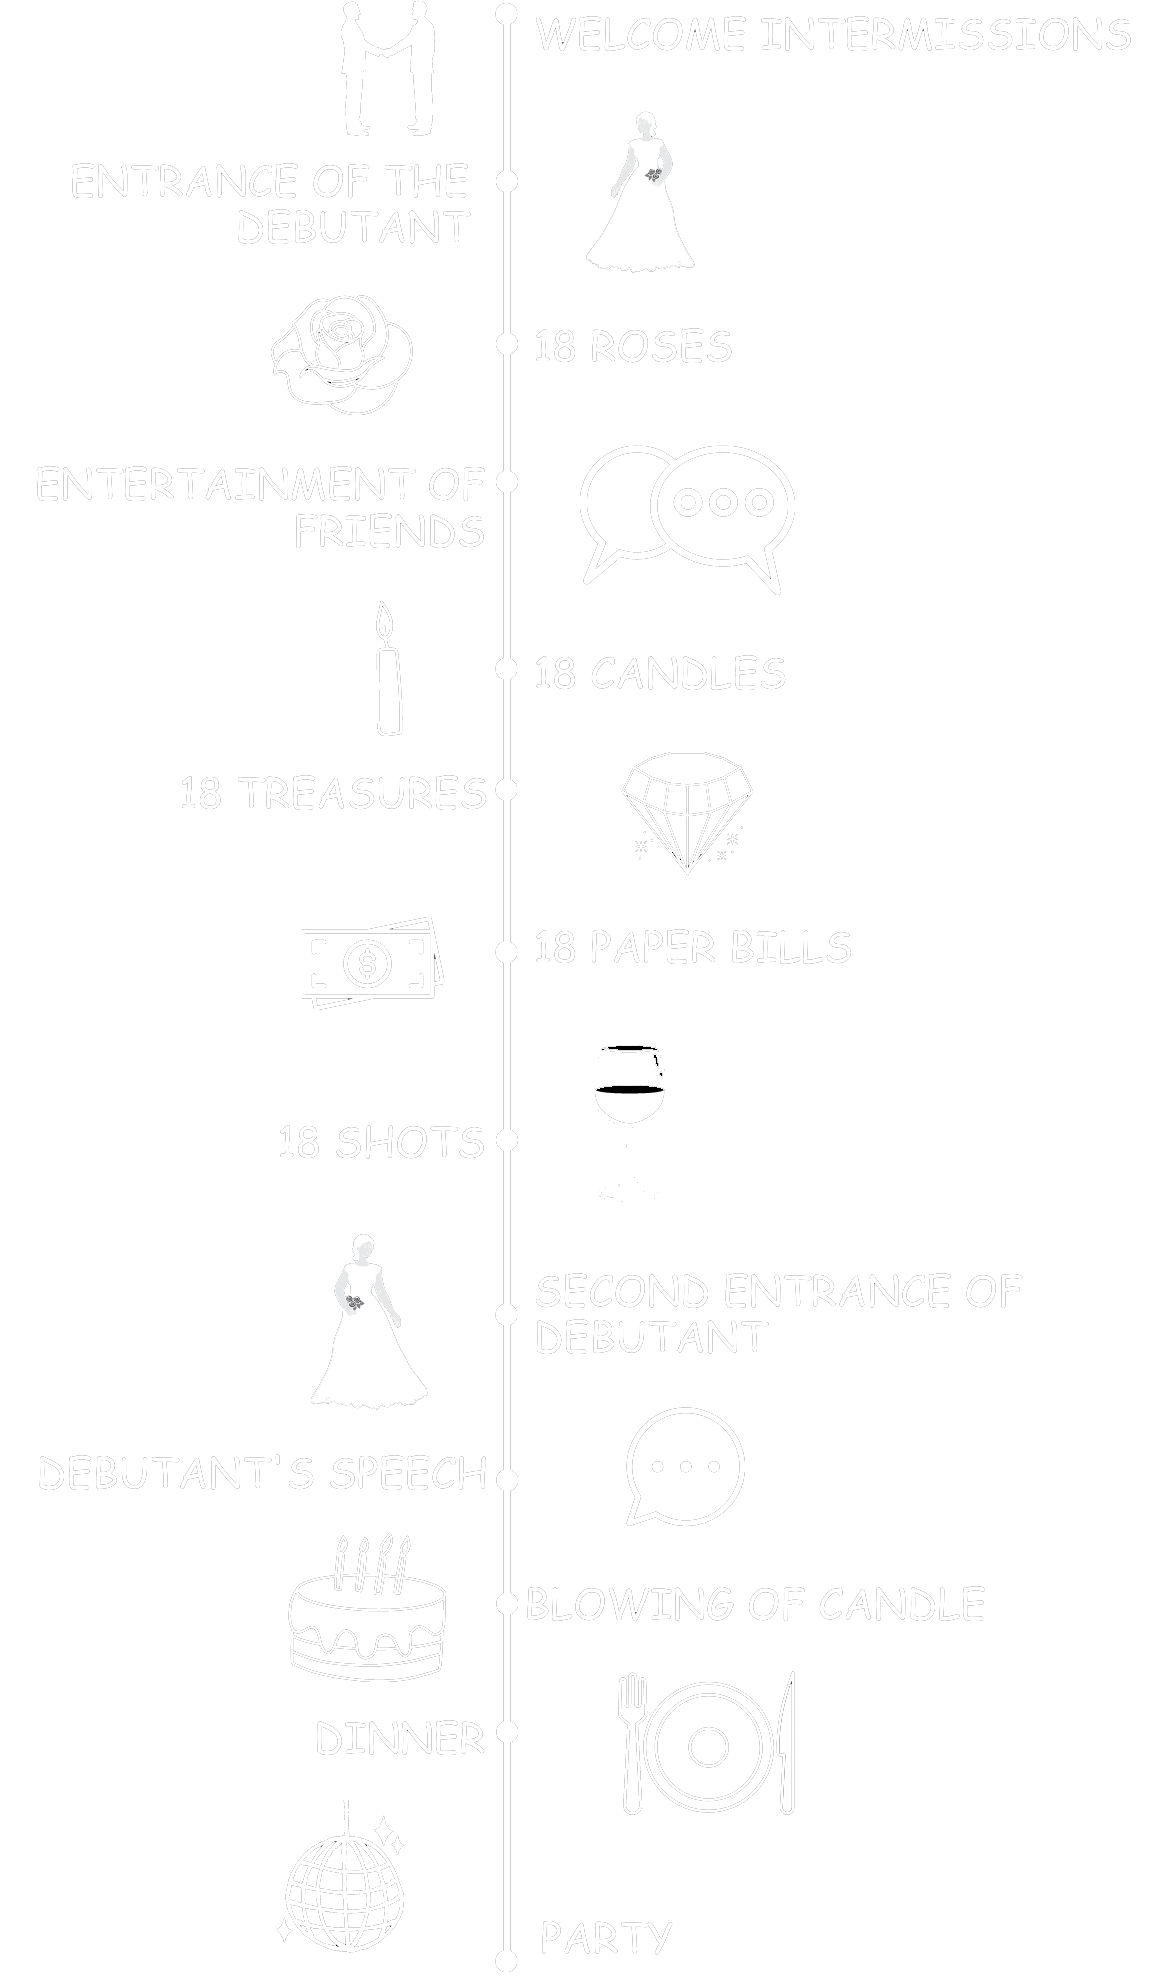 WELCOME INTERMISSIONS
ENTRANCE OF THE
DEBUTANT
18 ROSES
ENTERTAINMENT OF
FRIENDS
18 CANDLES
18 TREASURES
18 PAPER BILLS
18 SHOTS
SECOND ENTRANCE OF
DEBUTANT
DEBUTANT'S SPEECH
BLOWING OF CANDLE
DINNER
PARTY